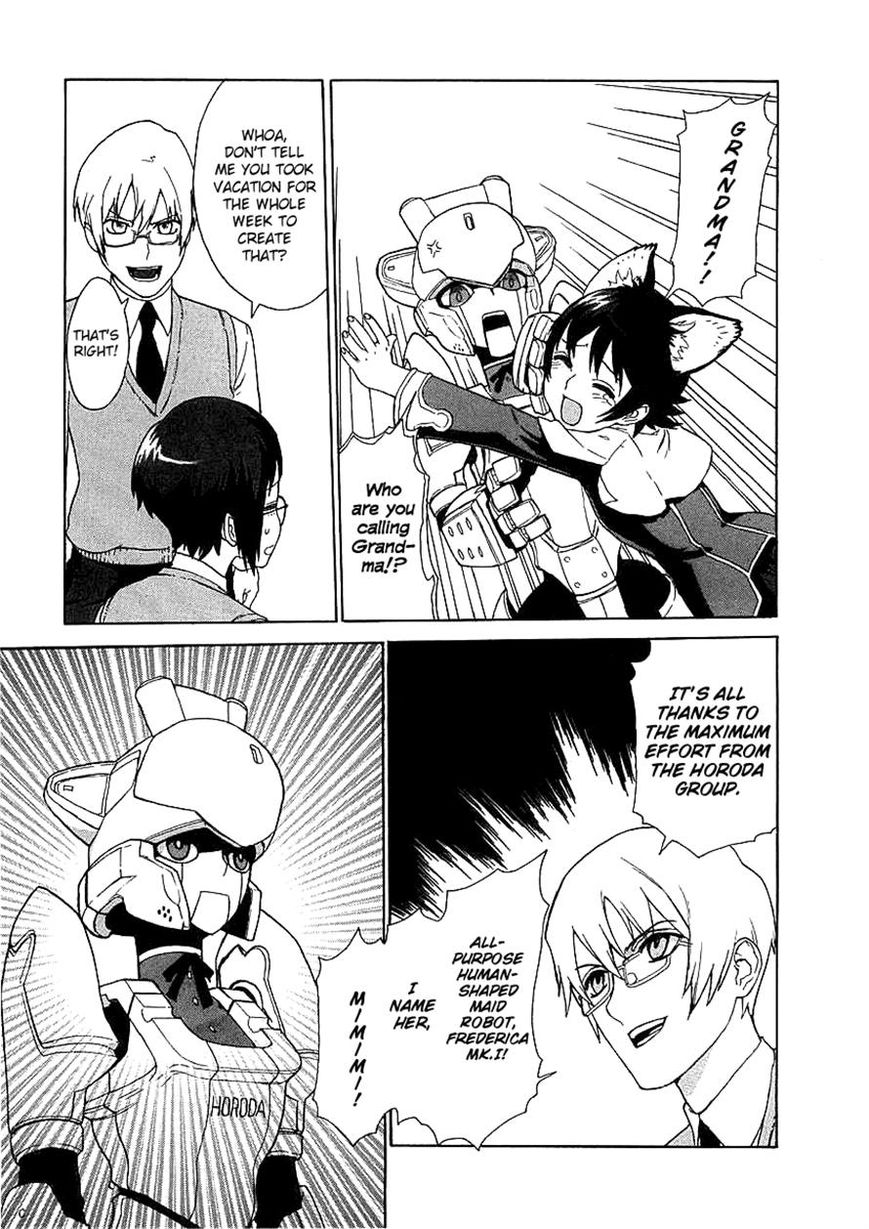 GRANDMA!!
Who
are you
calling
Grand-
ma!?
WHOA,
DON'T TELL
ME YOU TOOK
VACATION FOR
THE WHOLE
WEEK TO
CREATE
THAT?
THAT'S
RIGHT!
IT'S ALL
THANKS TO
THE MAXIMUM
EFFORT FROM
THE HORODA
GROUP.
ALL-
PURPOSE
HUMAN-
SHAPED
MAID
ROBOT,
FREDERICA
MK.I!
I
NAME
HER,
MIMIMI!
HORODA